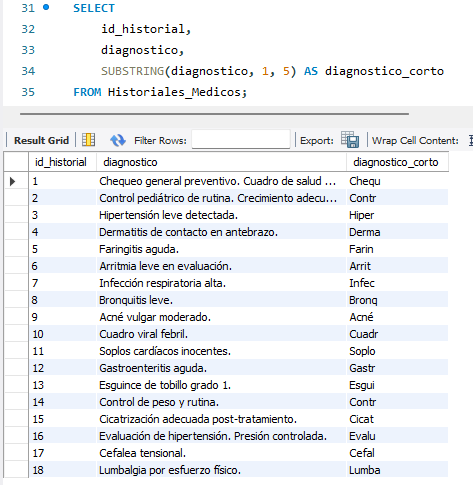 31 SELECT
32 id_historial,
33 diagnostico,
34 SUBSTRING(diagnostico, 1, 5) AS diagnostico_corto
35 FROM Historiales_Medicos;
Result Grid Filter Rows: Export: Wrap Cell Content:
id_historial diagnostico diagnostico_corto
1 Chequeo general preventivo. Cuadro de salud ... Chequ
2 Control pediátrico de rutina. Crecimiento adecu... Contr
3 Hipertensión leve detectada. Hiper
4 Dermatitis de contacto en antebrazo. Derma
5 Faringitis aguda. Farin
6 Arritmia leve en evaluación. Arrit
7 Infección respiratoria alta. Infec
8 Bronquitis leve. Bronq
9 Acné vulgar moderado. Acné
10 Cuadro viral febril. Cuadr
11 Soplos cardíacos inocentes. Soplo
12 Gastroenteritis aguda. Gastr
13 Esguince de tobillo grado 1. Esgui
14 Control de peso y rutina. Contr
15 Cicatrización adecuada post-tratamiento. Cicat
16 Evaluación de hipertensión. Presión controlada. Evalu
17 Cefalea tensional. Cefal
18 Lumbalgia por esfuerzo físico. Lumba